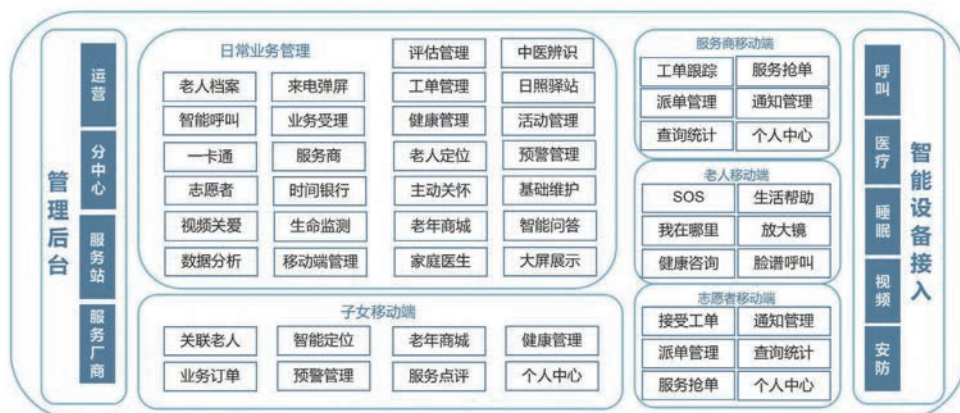 管理后台
运营
分中心
服务站
服务厂商
日常业务管理
评估管理 中医辨识
老人档案 来电弹屏 工单管理 日照驿站
智能呼叫 业务受理 健康管理 活动管理
一卡通 服务商 老人定位 预警管理
志愿者 时间银行 主动关怀 基础维护
视频关爱 生命监测 老年商城 智能问答
数据分析 移动端管理 家庭医生 大屏展示
子女移动端
关联老人 智能定位 老年商城 健康管理
业务订单 预警管理 服务点评 个人中心
服务商移动端
工单跟踪 服务抢单
派单管理 通知管理
查询统计 个人中心
老人移动端
SOS 生活帮助
我在哪里 放大镜
健康咨询 脸谱呼叫
志愿者移动端
接受工单 通知管理
派单管理 查询统计
服务抢单 个人中心
呼叫
医疗
睡眠
视频
安防
智能设备接入